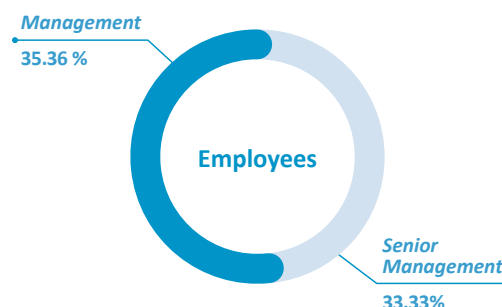 Management
35.36 %
Employees
Senior
Management
33.33%